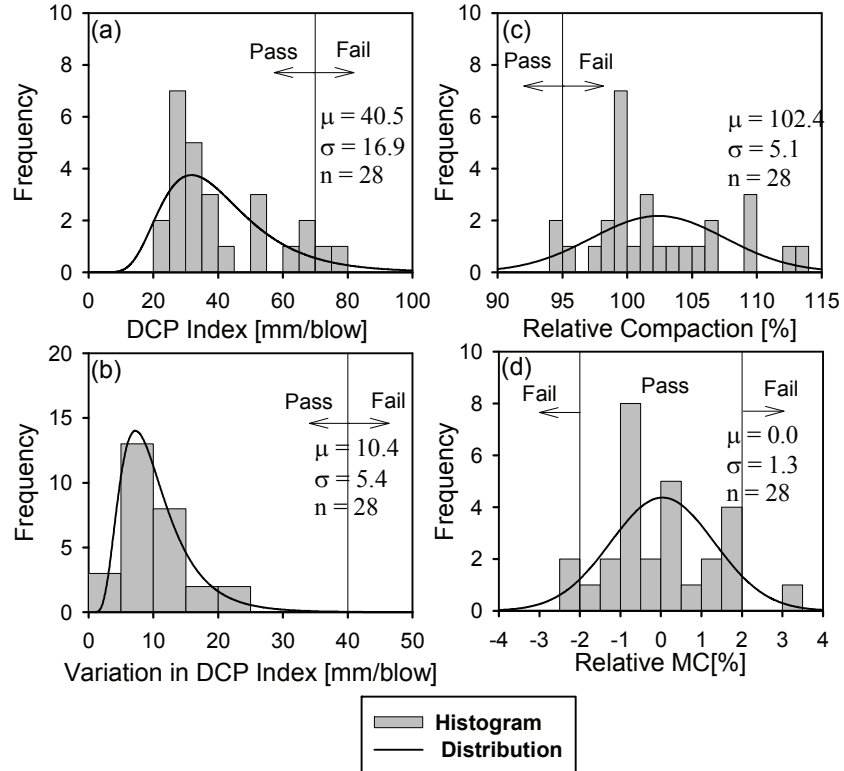 (a)
Pass Fail
μ = 40.5
σ = 16.9
n = 28
Frequency
10
8
6
4
2
0
0 20 40 60 80 100
DCP Index [mm/blow]
(c)
Pass Fail
μ = 102.4
σ = 5.1
n = 28
Frequency
10
8
6
4
2
0
90 95 100 105 110 115
Relative Compaction [%]
(b)
Pass Fail
μ = 10.4
σ = 5.4
n = 28
Frequency
20
15
10
5
0
0 10 20 30 40 50
Variation in DCP Index [mm/blow]
(d)
Fail Pass Fail
μ = 0.0
σ = 1.3
n = 28
Frequency
10
8
6
4
2
0
-4 -3 -2 -1 0 1 2 3 4
Relative MC[%]
Histogram
Distribution